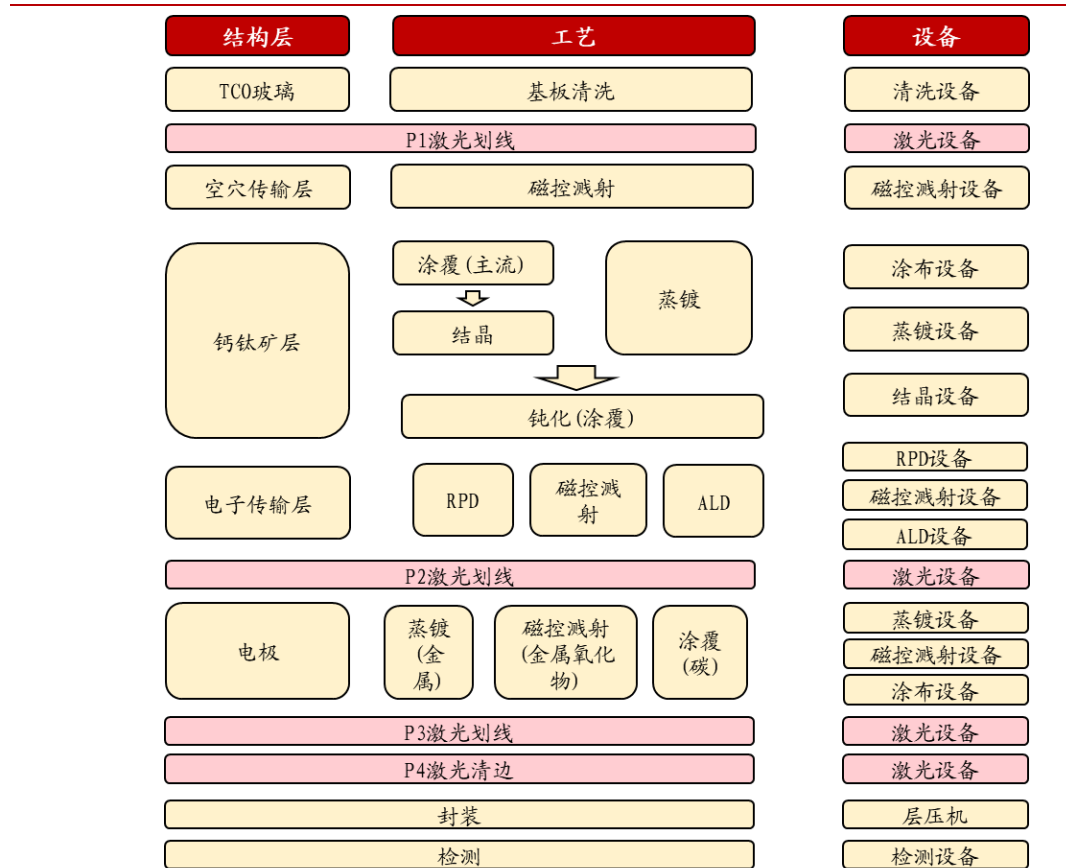 结构层
工艺
设备
TCO玻璃
基板清洗
清洗设备
P1激光划线
激光设备
空穴传输层
磁控溅射
磁控溅射设备
钙钛矿层
涂覆(主流)
结晶
蒸镀
钝化(涂覆)
涂布设备
蒸镀设备
结晶设备
电子传输层
RPD
磁控溅
射
ALD
RPD设备
磁控溅射设备
ALD设备
P2激光划线
激光设备
电极
蒸镀
(金
属)
磁控溅射
(金属氧化
物)
涂覆
(碳)
蒸镀设备
磁控溅射设备
涂布设备
P3激光划线
激光设备
P4激光清边
激光设备
封装
层压机
检测
检测设备